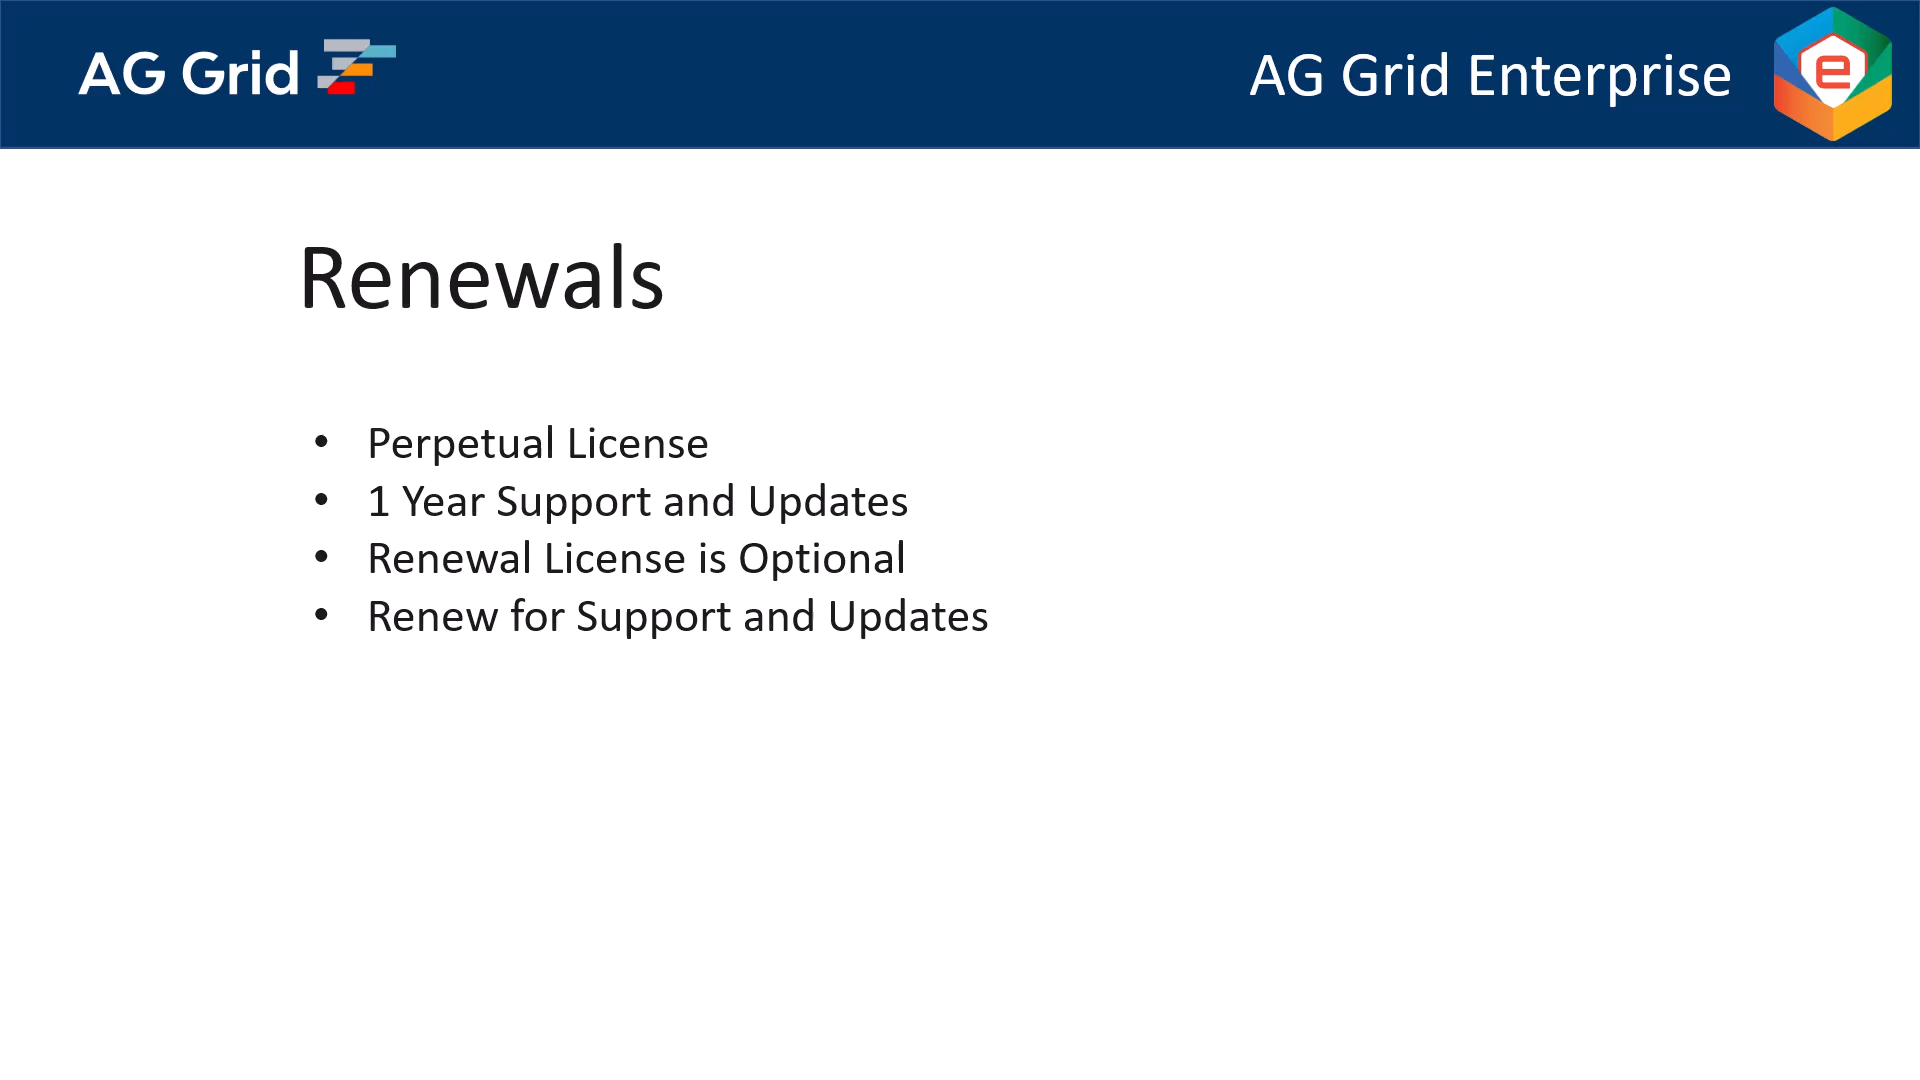 AG Grid
AG Grid Enterprise
e
Renewals
• Perpetual License
• 1 Year Support and Updates
• Renewal License is Optional
• Renew for Support and Updates